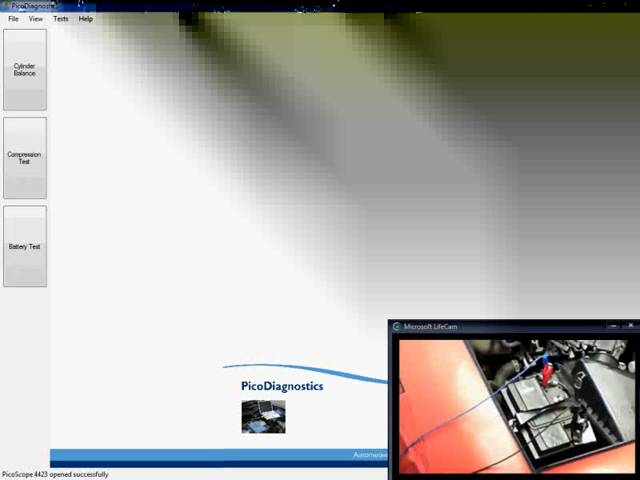 PicoDiagnostics
File View Tests Help
Cylinder
Balance
Compression
Test
Battery Test
Microsoft LifeCam
PicoDiagnostics
PicoScope 4423 opened successfully